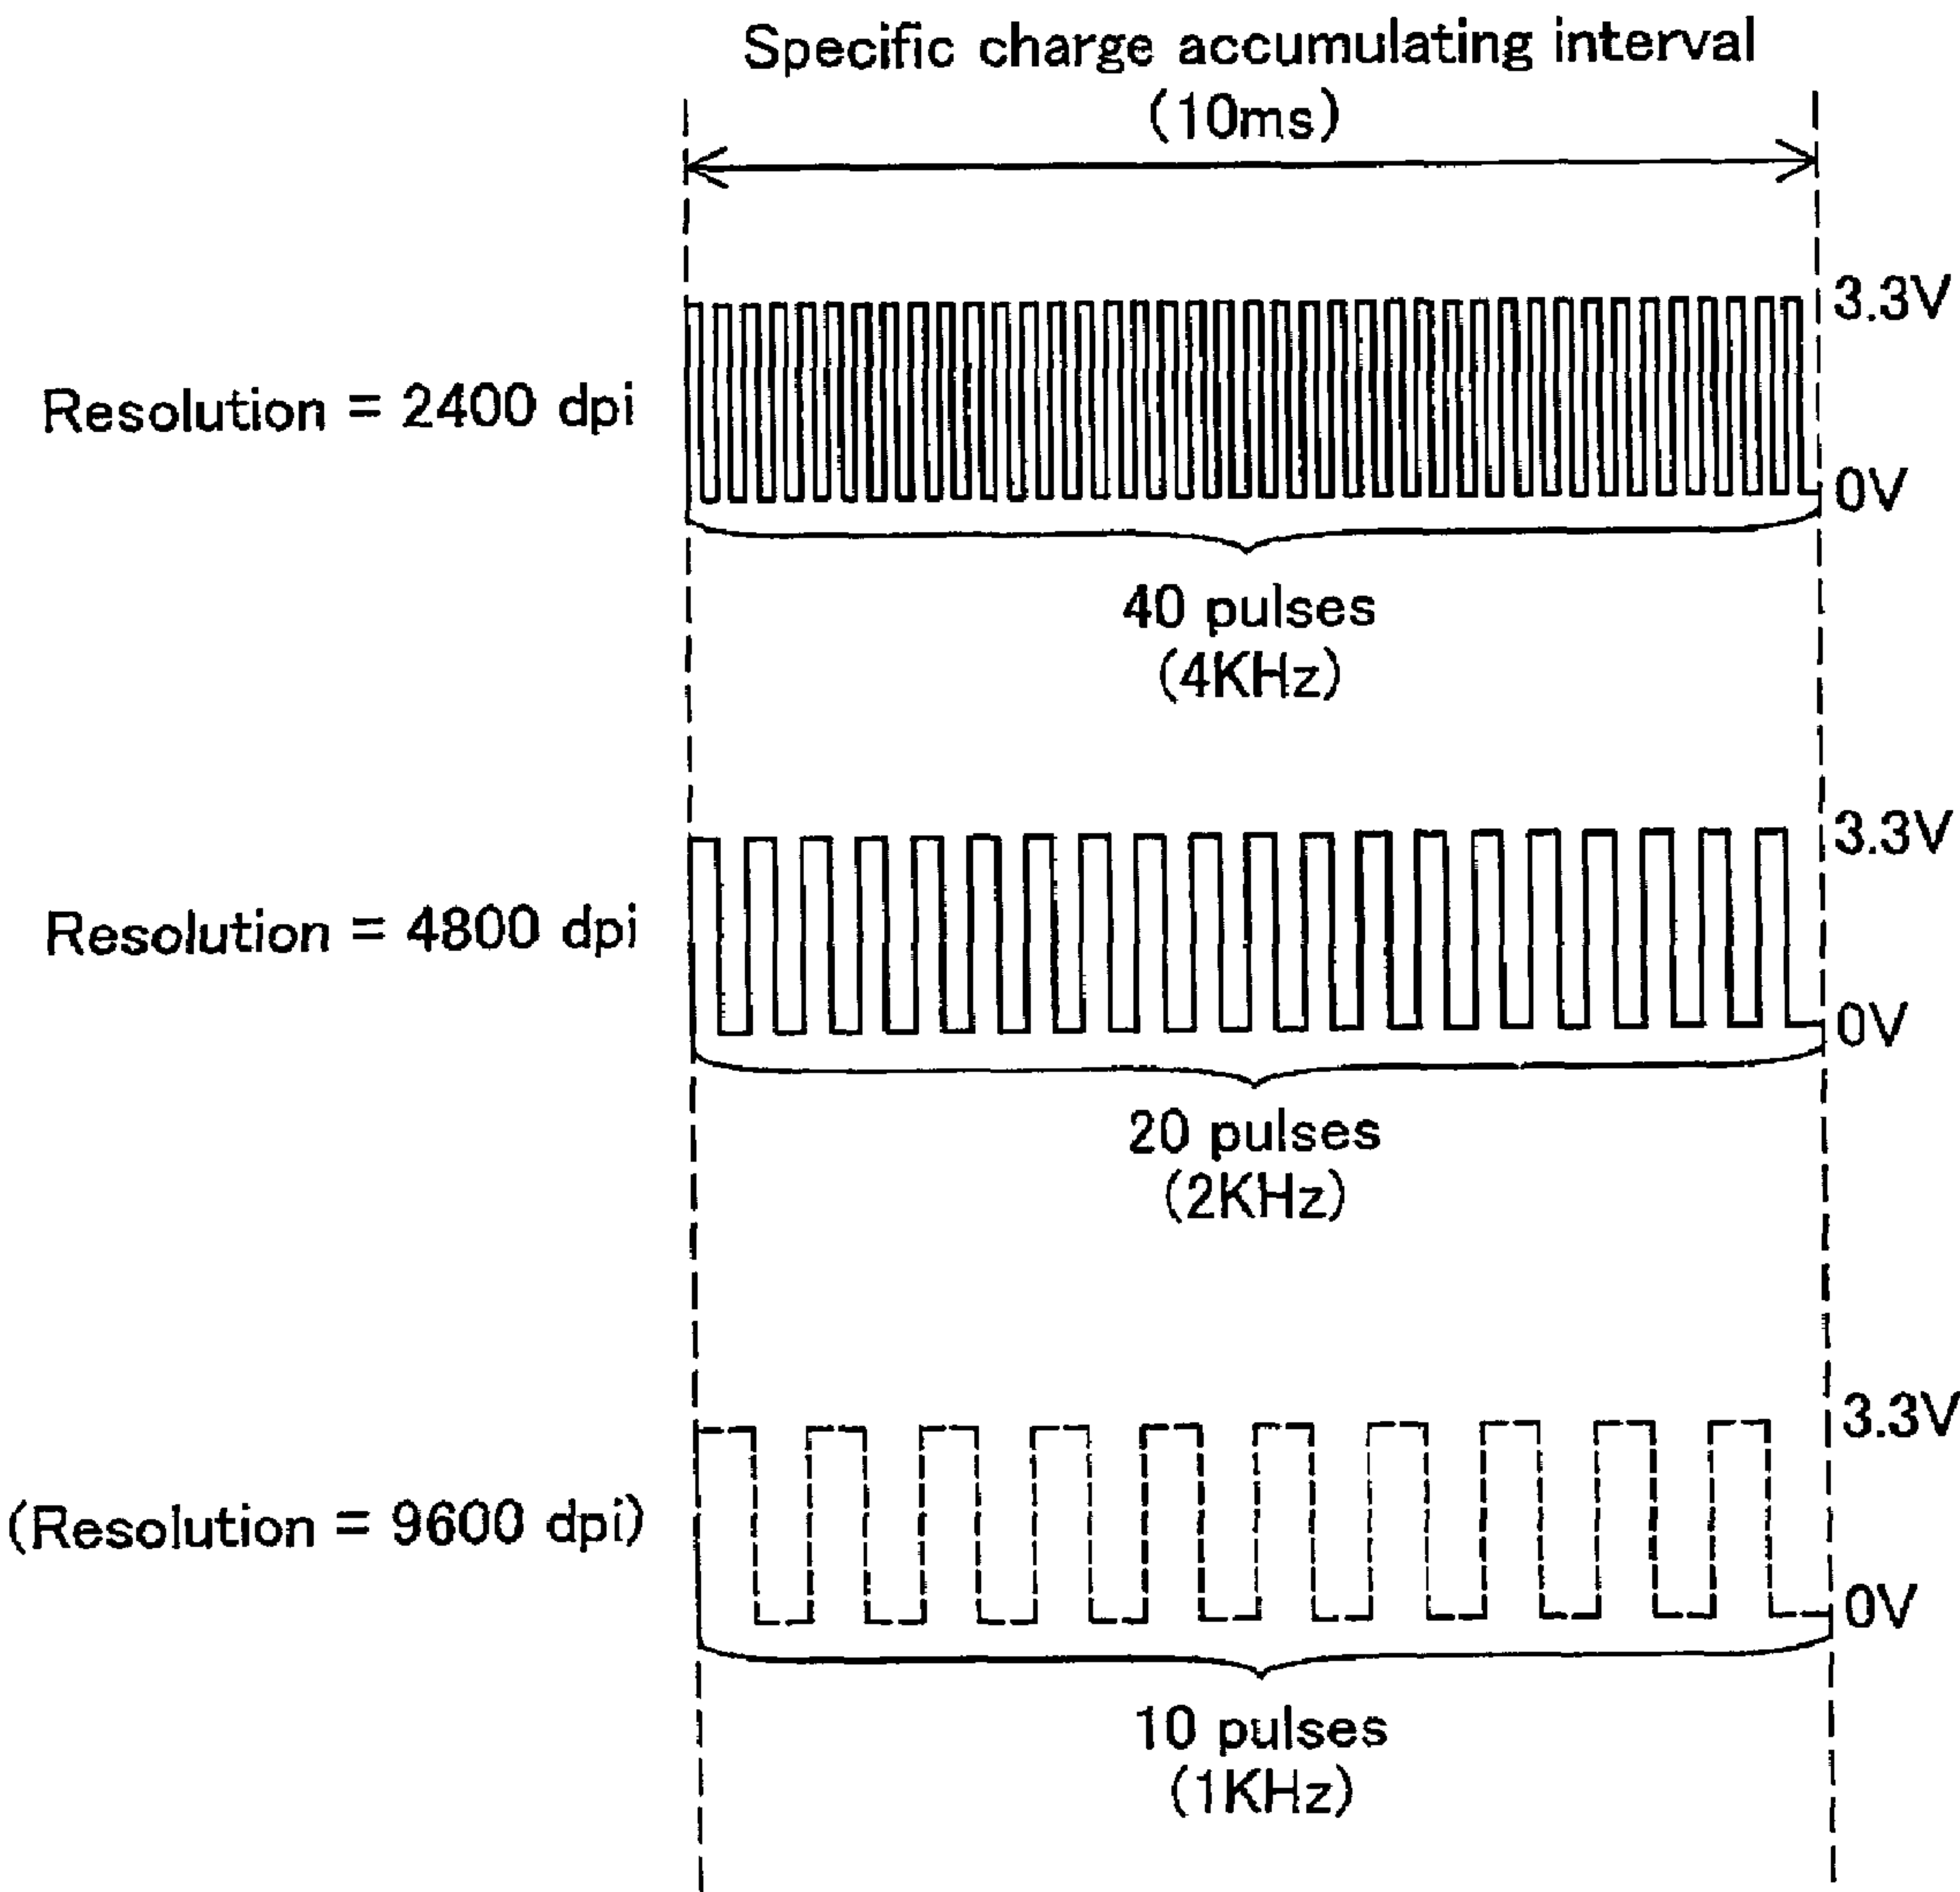 Specific charge accumulating interval
(10ms)
3.3V
Resolution = 2400 dpi
0V
40 pulses
(4KHz)
3.3V
Resolution = 4800 dpi
0V
20 pulses
(2KHz)
3.3V
(Resolution = 9600 dpi)
0V
10 pulses
(1KHz)